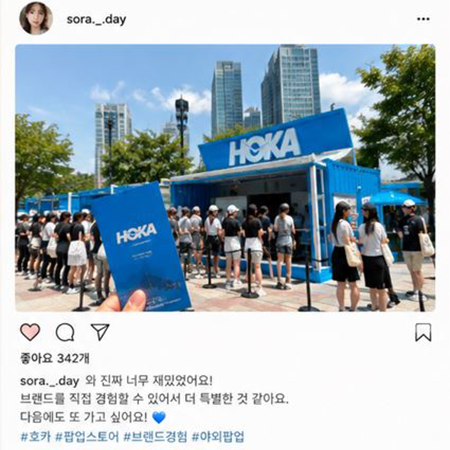 sora._.day
HOKA
HOKA
좋아요 342개
sora._.day 와 진짜 너무 재밌었어요!
브랜드를 직접 경험할 수 있어서 더 특별한 것 같아요.
다음에도 또 가고 싶어요! 💙
#호카 #팝업스토어 #브랜드경험 #야외팝업